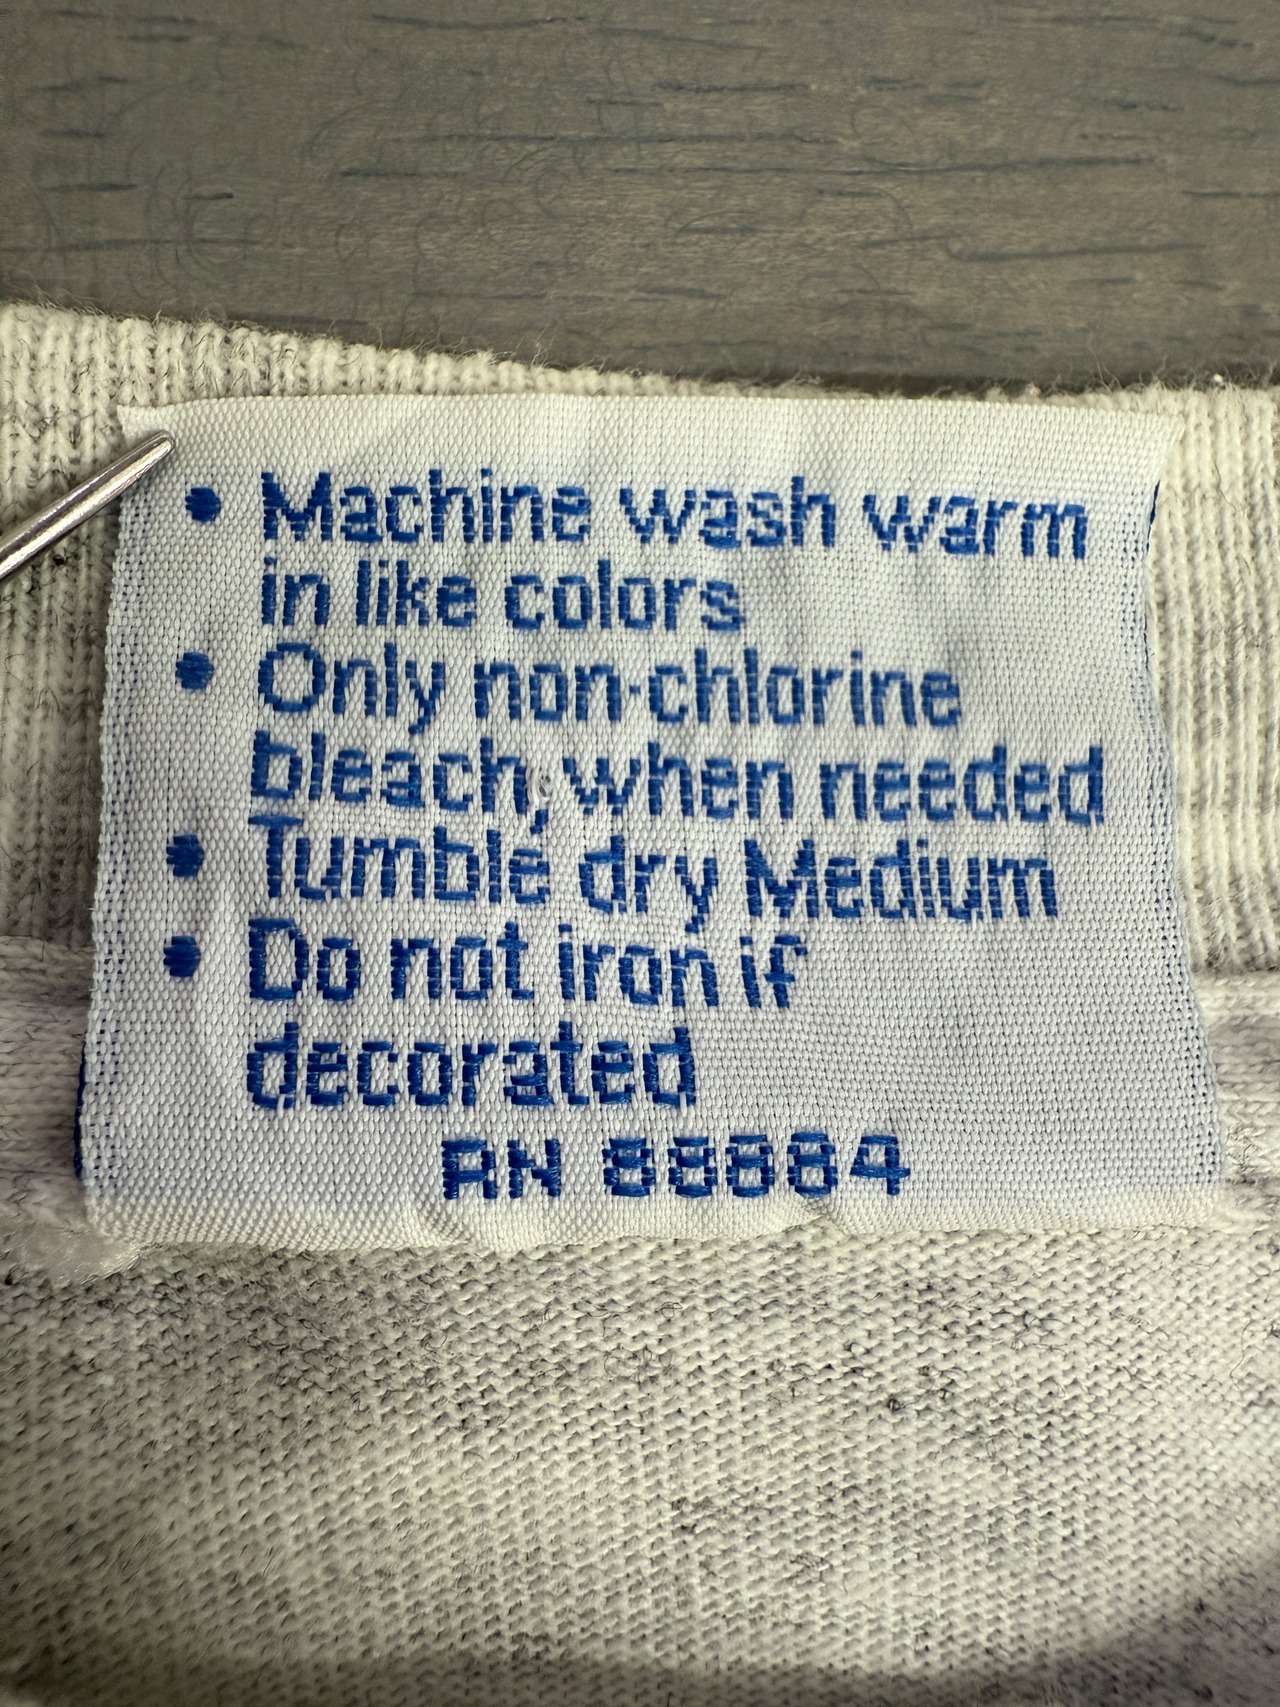 • Machine wash warm
in like colors
• Only non-chlorine
bleach, when needed
• Tumble dry Medium
• Do not iron if
decorated
RN 88884